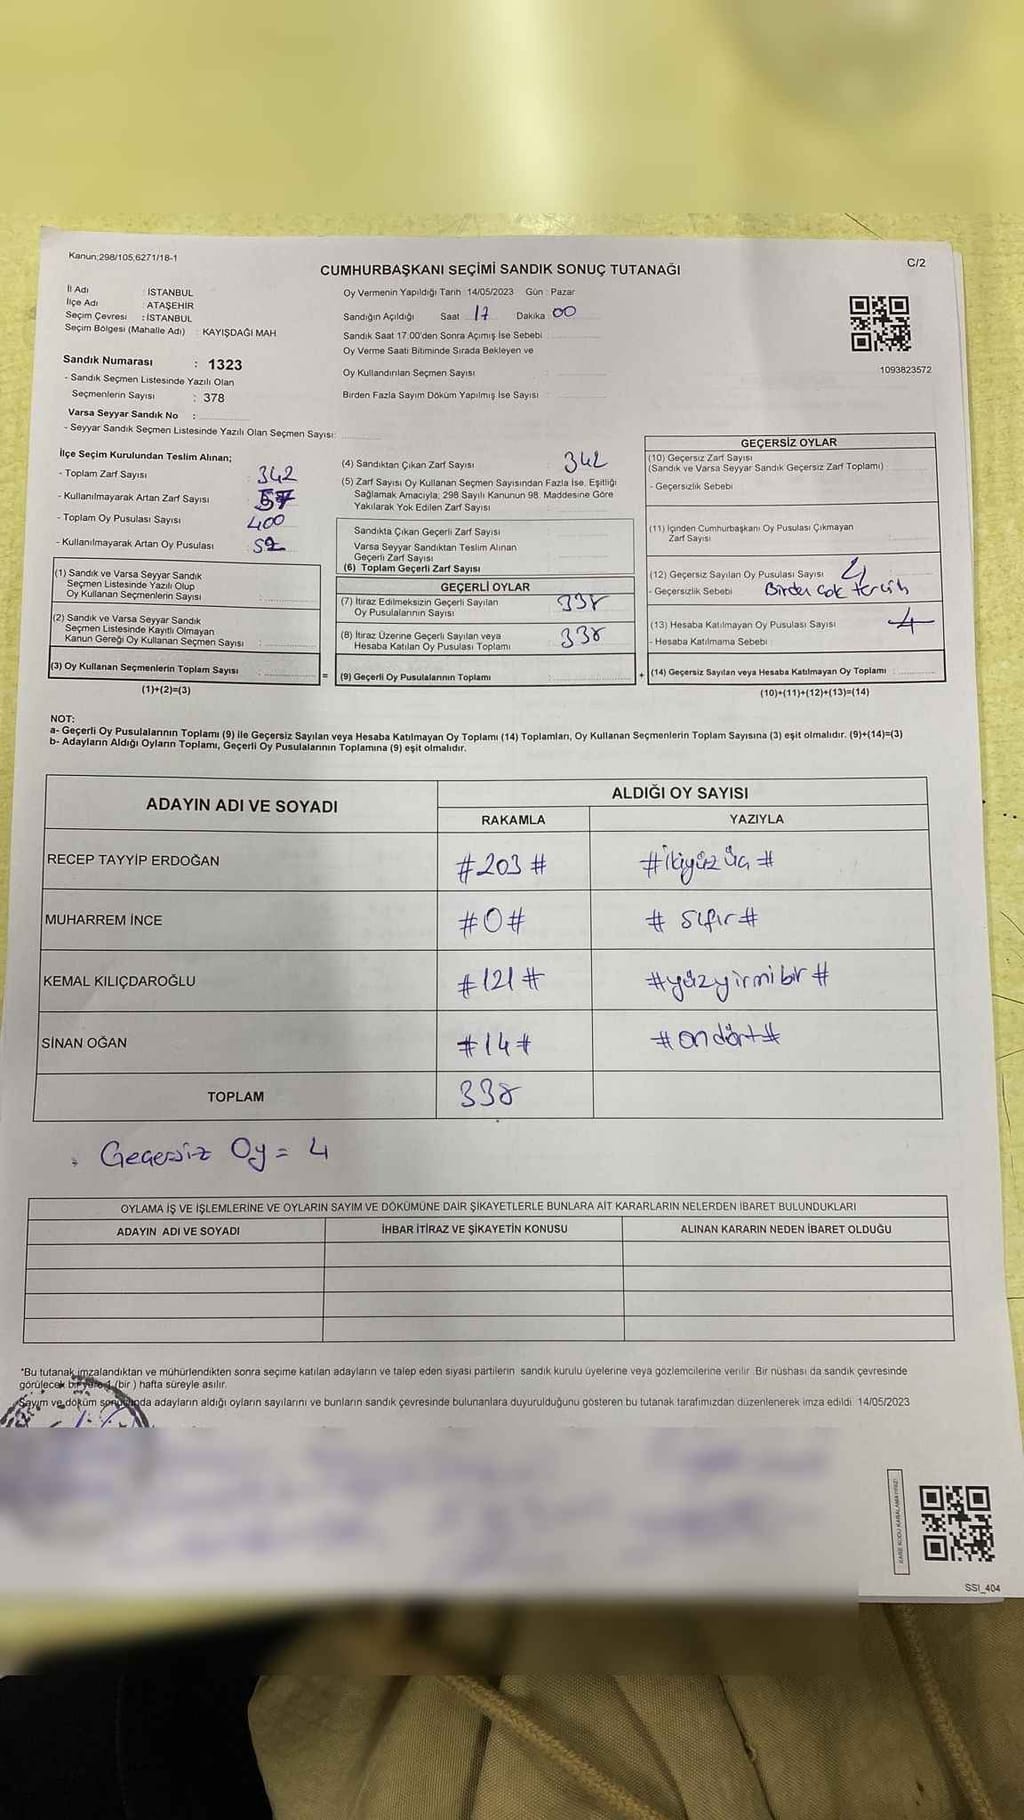 Kanun:298/105,6271/18-1
C/2
CUMHURBAŞKANI SEÇİMİ SANDIK SONUÇ TUTANAĞI
İl Adı : İSTANBUL
İlçe Adı : ATAŞEHİR
Seçim Çevresi : İSTANBUL
Seçim Bölgesi (Mahalle Adı) : KAYIŞDAĞI MAH.
Oy Vermenin Yapıldığı Tarih : 14/05/2023 Gün : Pazar
Sandığın Açıldığı Saat 17 Dakika 00
Sandık Saat 17:00'den Sonra Açımış İse Sebebi :
Oy Verme Saati Bitiminde Sırada Bekleyen ve
Oy Kullandırılan Seçmen Sayısı :
Birden Fazla Sayım Döküm Yapılmış İse Sayısı :
1093823572
Sandık Numarası : 1323
- Sandık Seçmen Listesinde Yazılı Olan
Seçmenlerin Sayısı : 378
Varsa Seyyar Sandık No :
- Seyyar Sandık Seçmen Listesinde Yazılı Olan Seçmen Sayısı:
İlçe Seçim Kurulundan Teslim Alınan;
- Toplam Zarf Sayısı 342
- Kullanılmayarak Artan Zarf Sayısı
- Toplam Oy Pusulası Sayısı 400
- Kullanılmayarak Artan Oy Pusulası
(1) Sandık ve Varsa Seyyar Sandık
Seçmen Listesinde Yazılı Olup
Oy Kullanan Seçmenlerin Sayısı :
(2) Sandık ve Varsa Seyyar Sandık
Seçmen Listesinde Kayıtlı Olmayan
Kanun Gereği Oy Kullanan Seçmen Sayısı :
(3) Oy Kullanan Seçmenlerin Toplam Sayısı :
(1)+(2)=(3)
(4) Sandıktan Çıkan Zarf Sayısı : 342
(5) Zarf Sayısı Oy Kullanan Seçmen Sayısından Fazla İse, Eşitliği
Sağlamak Amacıyla, 298 Sayılı Kanunun 98. Maddesine Göre
Yakılarak Yok Edilen Zarf Sayısı :
Sandıkta Çıkan Geçerli Zarf Sayısı :
Varsa Seyyar Sandıktan Teslim Alınan
Geçerli Zarf Sayısı :
(6) Toplam Geçerli Zarf Sayısı :
GEÇERLİ OYLAR
(7) İtiraz Edilmeksizin Geçerli Sayılan
Oy Pusulalarının Sayısı : 338
(8) İtiraz Üzerine Geçerli Sayılan veya
Hesaba Katılan Oy Pusulası Toplamı : 338
= (9) Geçerli Oy Pusulalarının Toplamı :
GEÇERSİZ OYLAR
(10) Geçersiz Zarf Sayısı
(Sandık ve Varsa Seyyar Sandık Geçersiz Zarf Toplamı) :
- Geçersizlik Sebebi :
(11) İçinden Cumhurbaşkanı Oy Pusulası Çıkmayan
Zarf Sayısı :
(12) Geçersiz Sayılan Oy Pusulası Sayısı : 4
- Geçersizlik Sebebi : Birden çok tercih
(13) Hesaba Katılmayan Oy Pusulası Sayısı : 4
- Hesaba Katılmama Sebebi :
+ (14) Geçersiz Sayılan veya Hesaba Katılmayan Oy Toplamı :
(10)+(11)+(12)+(13)=(14)
NOT:
a- Geçerli Oy Pusulalarının Toplamı (9) ile Geçersiz Sayılan veya Hesaba Katılmayan Oy Toplamı (14) Toplamları, Oy Kullanan Seçmenlerin Toplam Sayısına (3) eşit olmalıdır. (9)+(14)=(3)
b- Adayların Aldığı Oyların Toplamı, Geçerli Oy Pusulalarının Toplamına (9) eşit olmalıdır.
ADAYIN ADI VE SOYADI
ALDIĞI OY SAYISI
RAKAMLA YAZIYLA
RECEP TAYYİP ERDOĞAN #203# #ikiyüz üç#
MUHARREM İNCE #0# #sıfır#
KEMAL KILIÇDAROĞLU #121# #yüzyirmibir#
SİNAN OĞAN #14# #on dört#
TOPLAM 338
Geçersiz Oy = 4
OYLAMA İŞ VE İŞLEMLERİNE VE OYLARIN SAYIM VE DÖKÜMÜNE DAİR ŞİKAYETLERLE BUNLARA AİT KARARLARIN NELERDEN İBARET BULUNDUKLARI
ADAYIN ADI VE SOYADI İHBAR İTİRAZ VE ŞİKAYETİN KONUSU ALINAN KARARIN NEDEN İBARET OLDUĞU
*Bu tutanak imzalandıktan ve mühürlendikten sonra seçime katılan adayların ve talep eden siyasi partilerin sandık kurulu üyelerine veya gözlemcilerine verilir. Bir nüshası da sandık çevresinde
görülecek bir yere 1 (bir) hafta süreyle asılır.
Sayım ve döküm sonucunda adayların aldığı oyların sayılarını ve bunların sandık çevresinde bulunanlara duyurulduğunu gösteren bu tutanak tarafımızdan düzenlenerek imza edildi. 14/05/2023
KARE KODU KARALAMAYINIZ!
SSI_404